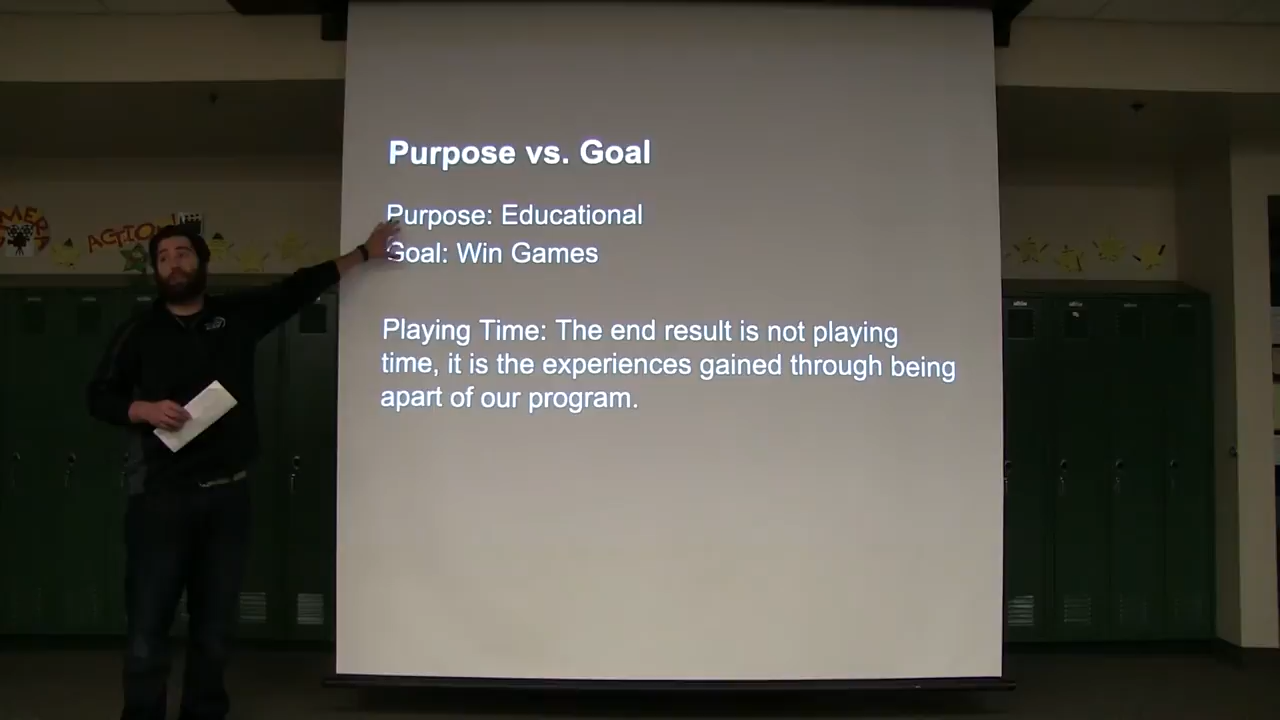 Purpose vs. Goal
Purpose: Educational
Goal: Win Games
Playing Time: The end result is not playing
time, it is the experiences gained through being
apart of our program.
ACTION